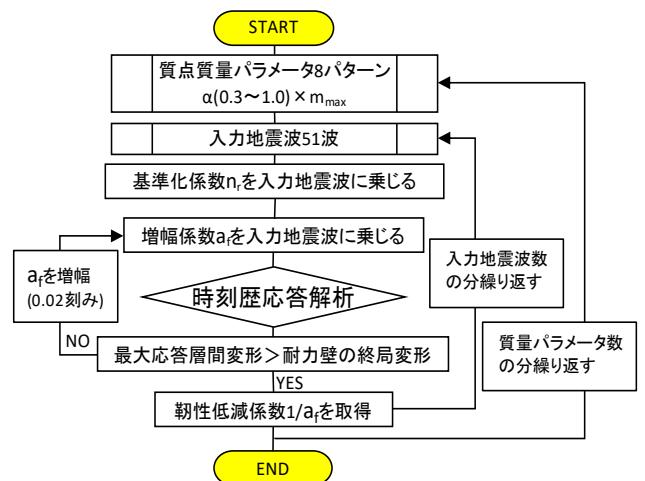 START
質点質量パラメータ8パターン
α(0.3～1.0)×mmax
入力地震波51波
基準化係数nrを入力地震波に乗じる
増幅係数afを入力地震波に乗じる
afを増幅
(0.02刻み)
入力地震波数
の分繰り返す
時刻歴応答解析
NO
最大応答層間変形＞耐力壁の終局変形
質量パラメータ数
の分繰り返す
YES
靭性低減係数1/afを取得
END